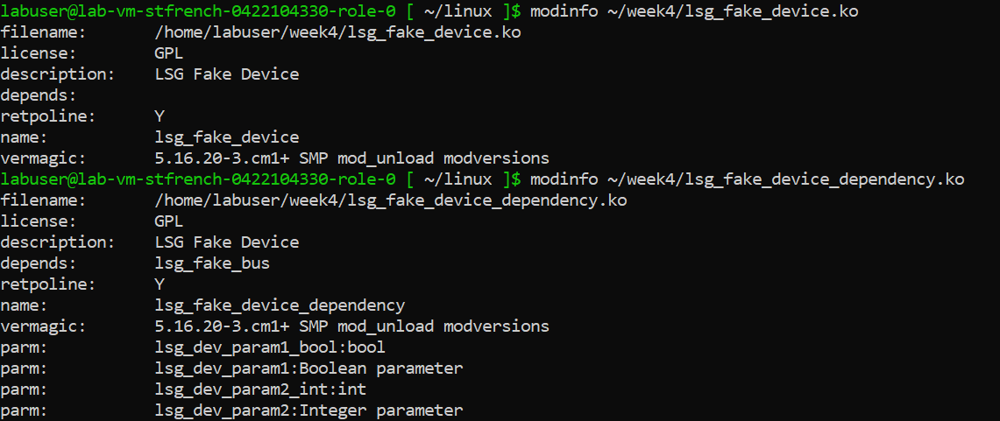 labuser@lab-vm-stfrench-0422104330-role-0 [ ~/linux ]$ modinfo ~/week4/lsg_fake_device.ko
filename:       /home/labuser/week4/lsg_fake_device.ko
license:        GPL
description:    LSG Fake Device
depends:
retpoline:      Y
name:           lsg_fake_device
vermagic:       5.16.20-3.cm1+ SMP mod_unload modversions
labuser@lab-vm-stfrench-0422104330-role-0 [ ~/linux ]$ modinfo ~/week4/lsg_fake_device_dependency.ko
filename:       /home/labuser/week4/lsg_fake_device_dependency.ko
license:        GPL
description:    LSG Fake Device
depends:        lsg_fake_bus
retpoline:      Y
name:           lsg_fake_device_dependency
vermagic:       5.16.20-3.cm1+ SMP mod_unload modversions
parm:           lsg_dev_param1_bool:bool
parm:           lsg_dev_param1:Boolean parameter
parm:           lsg_dev_param2_int:int
parm:           lsg_dev_param2:Integer parameter